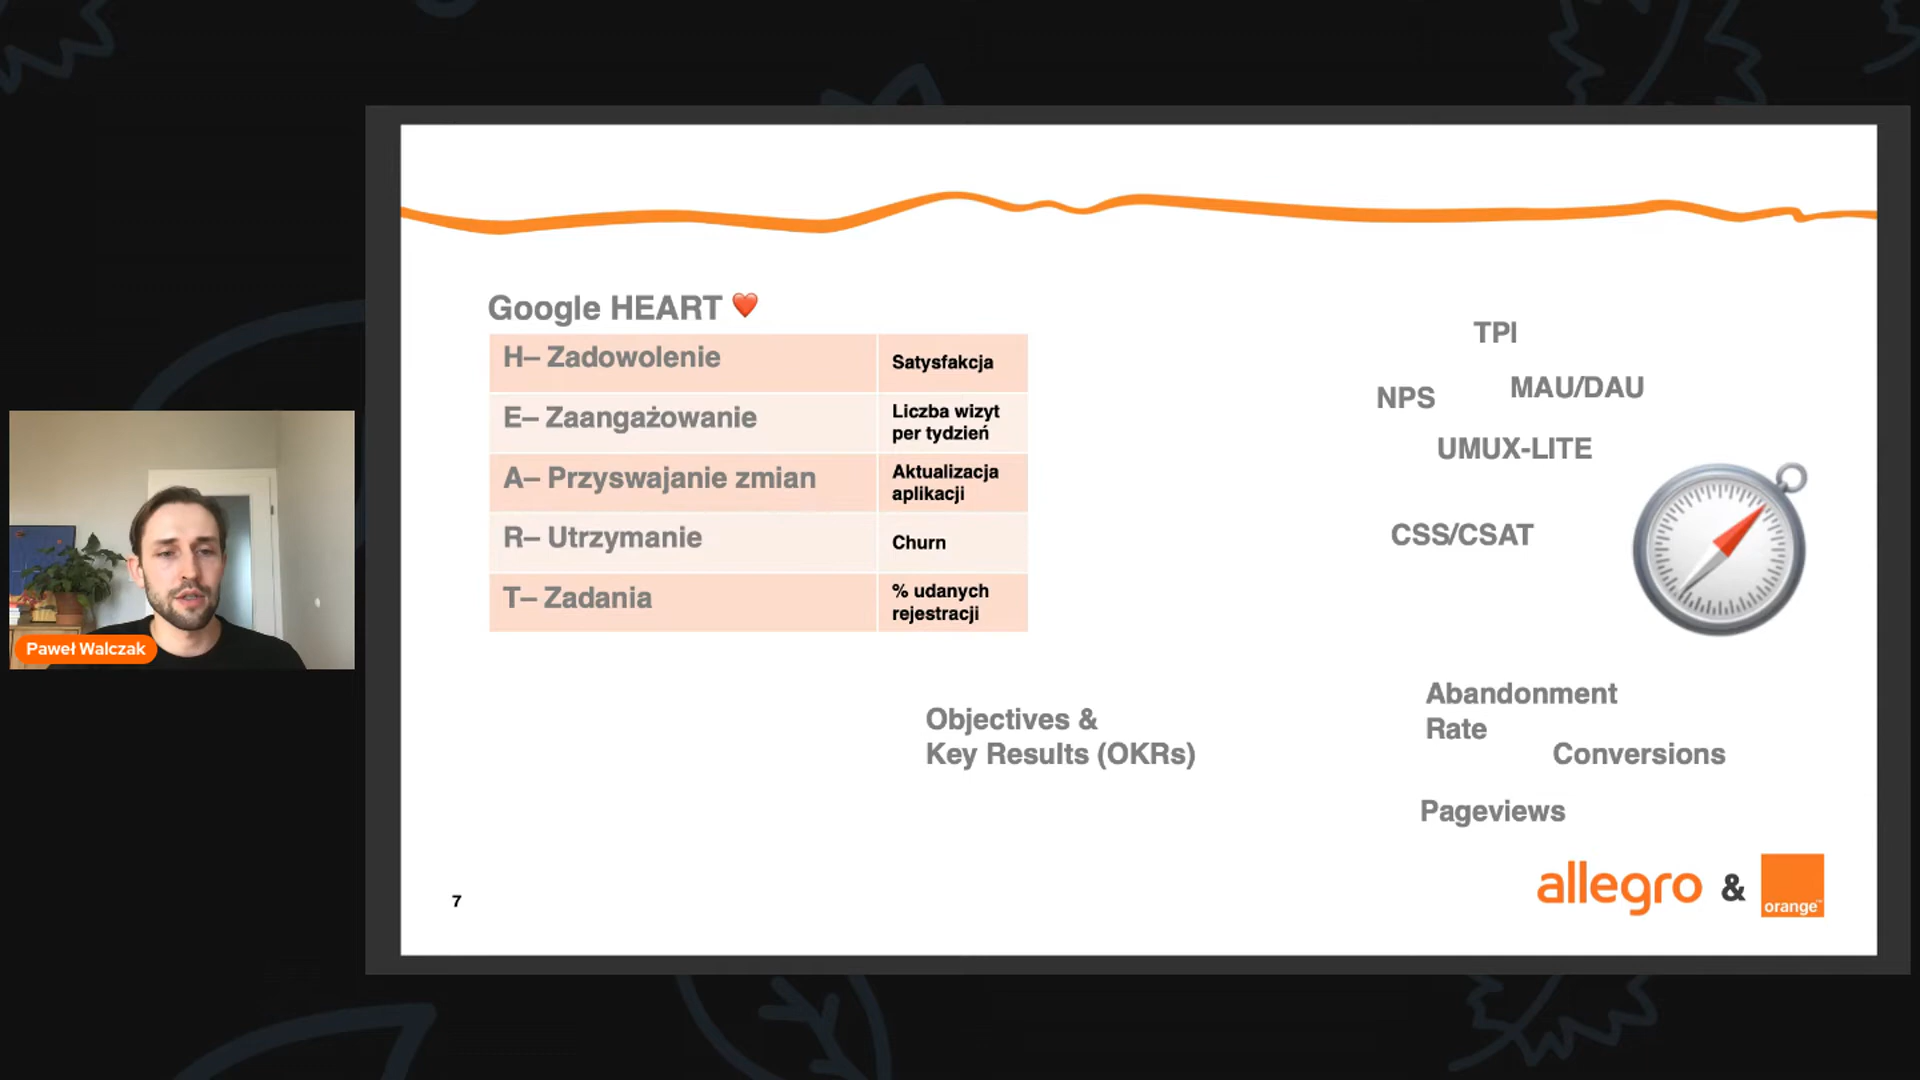 Google HEART
H– Zadowolenie
Satysfakcja
E– Zaangażowanie
Liczba wizyt
per tydzień
A– Przyswajanie zmian
Aktualizacja
aplikacji
R– Utrzymanie
Churn
T– Zadania
% udanych
rejestracji
TPI
NPS
MAU/DAU
UMUX-LITE
CSS/CSAT
Objectives &
Key Results (OKRs)
Abandonment
Rate
Conversions
Pageviews
7
allegro & orange™
Paweł Walczak